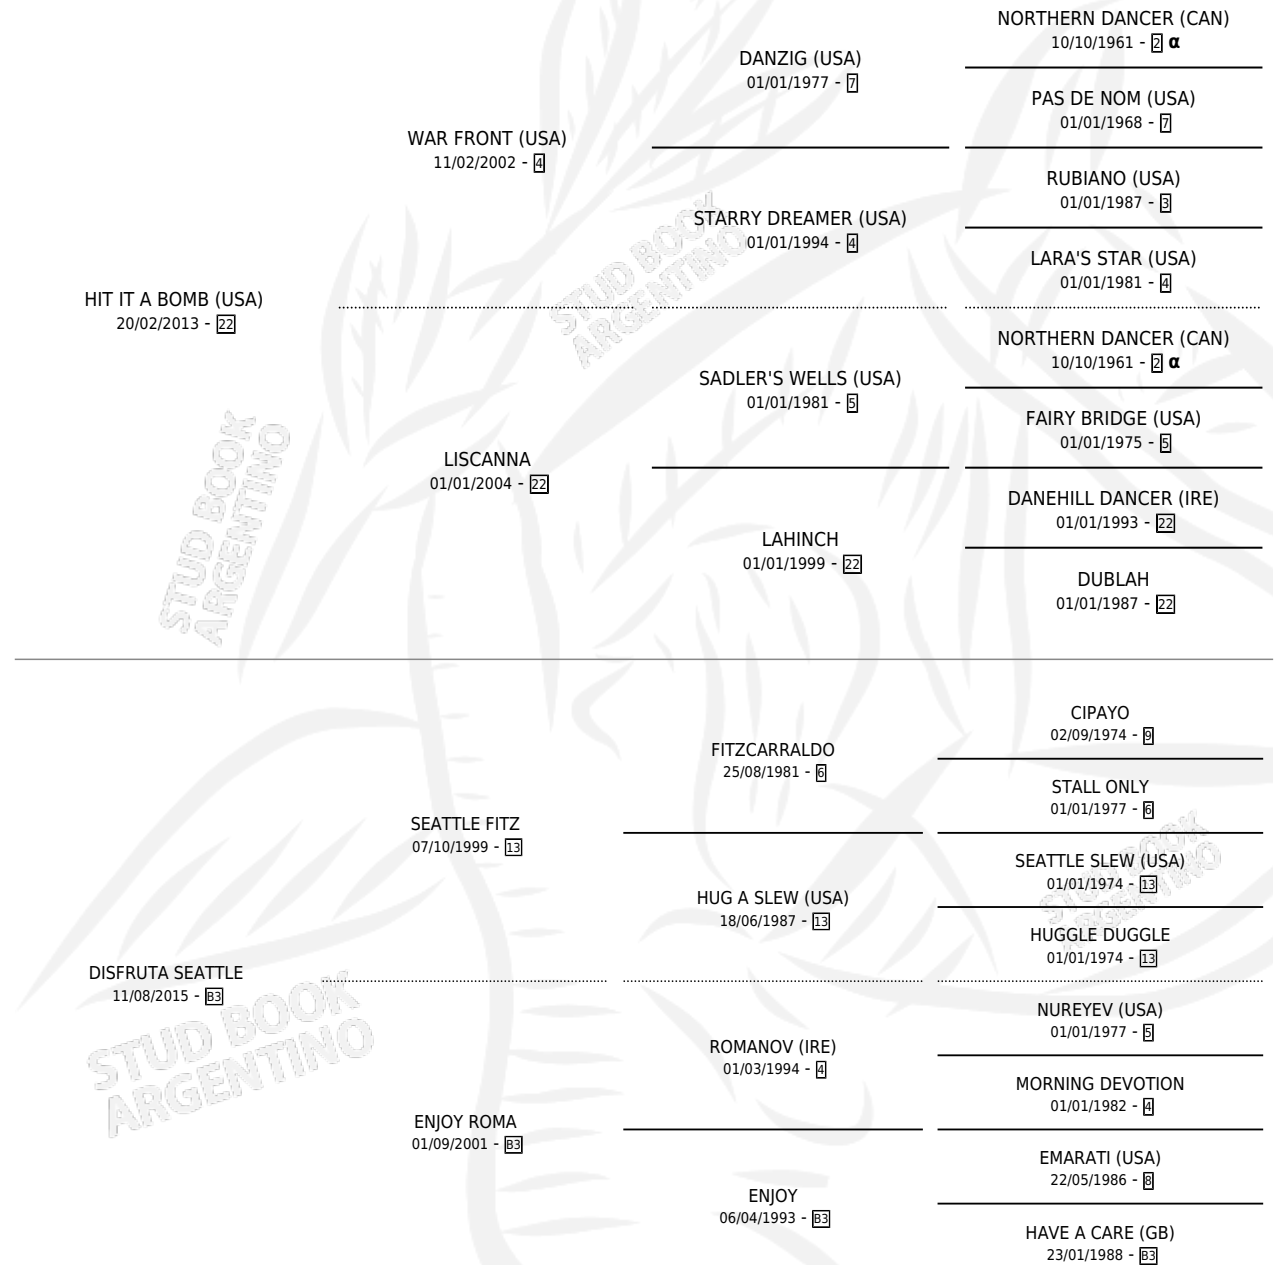 NORTHERN DANCER (CAN)
10/10/1961 - 2 α
DANZIG (USA)
01/01/1977 - 7
PAS DE NOM (USA)
01/01/1968 - 7
WAR FRONT (USA)
11/02/2002 - 4
RUBIANO (USA)
01/01/1987 - 3
STARRY DREAMER (USA)
01/01/1994 - 4
LARA'S STAR (USA)
01/01/1981 - 4
HIT IT A BOMB (USA)
20/02/2013 - 22
NORTHERN DANCER (CAN)
10/10/1961 - 2 α
SADLER'S WELLS (USA)
01/01/1981 - 5
FAIRY BRIDGE (USA)
01/01/1975 - 5
LISCANNA
01/01/2004 - 22
DANEHILL DANCER (IRE)
01/01/1993 - 22
LAHINCH
01/01/1999 - 22
DUBLAH
01/01/1987 - 22
CIPAYO
02/09/1974 - 9
FITZCARRALDO
25/08/1981 - 6
STALL ONLY
01/01/1977 - 6
SEATTLE FITZ
07/10/1999 - 13
SEATTLE SLEW (USA)
01/01/1974 - 13
HUG A SLEW (USA)
18/06/1987 - 13
HUGGLE DUGGLE
01/01/1974 - 13
DISFRUTA SEATTLE
11/08/2015 - B3
NUREYEV (USA)
01/01/1977 - 5
ROMANOV (IRE)
01/03/1994 - 4
MORNING DEVOTION
01/01/1982 - 4
ENJOY ROMA
01/09/2001 - B3
EMARATI (USA)
22/05/1986 - 8
ENJOY
06/04/1993 - B3
HAVE A CARE (GB)
23/01/1988 - B3
STUD BOOK
ARGENTINO
STUD BOOK
ARGENTINO
STUD BOOK
ARGENTINO
STUD BOOK
ARGENTINO